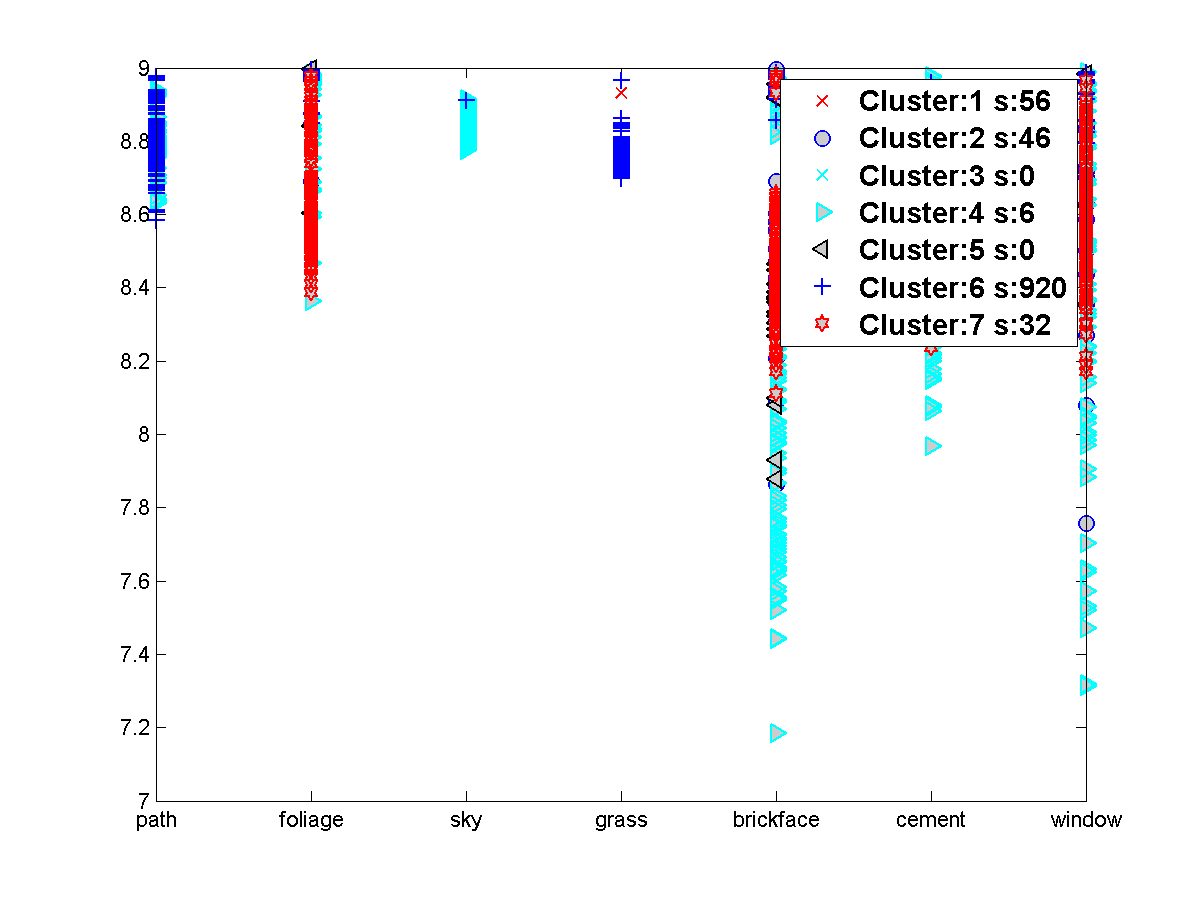 9
8.8
8.6
8.4
8.2
8
7.8
7.6
7.4
7.2
7
path foliage sky grass brickface cement window
Cluster:1 s:56
Cluster:2 s:46
Cluster:3 s:0
Cluster:4 s:6
Cluster:5 s:0
Cluster:6 s:920
Cluster:7 s:32